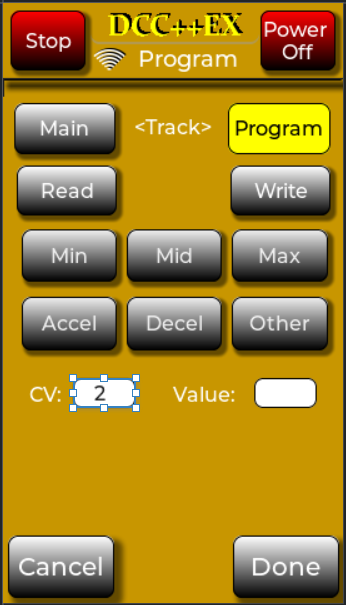 Stop
DCC++EX
Program
Power
Off
Main <Track> Program
Read Write
Min Mid Max
Accel Decel Other
CV: 2 Value:
Cancel Done